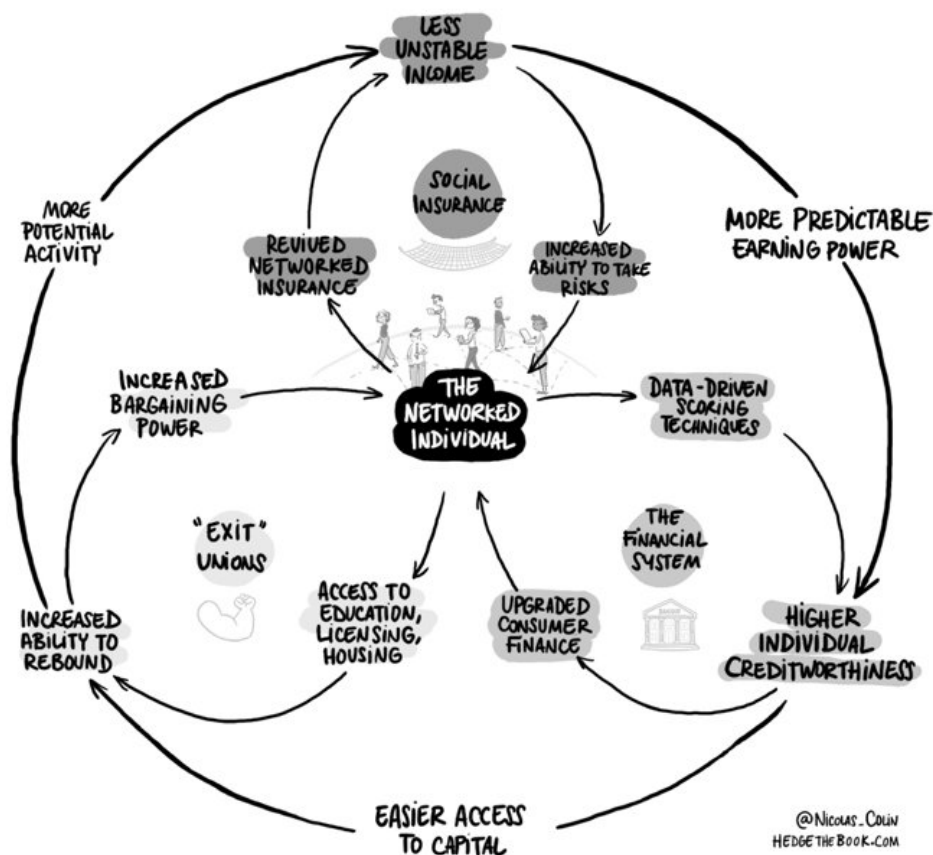 LESS
UNSTABLE
INCOME
SOCIAL
INSURANCE
MORE
POTENTIAL
ACTIVITY
MORE PREDICTABLE
EARNING POWER
REVIVED
NETWORKED
INSURANCE
INCREASED
ABILITY TO TAKE
RISKS
INCREASED
BARGAINING
POWER
THE
NETWORKED
INDIVIDUAL
DATA-DRIVEN
SCORING
TECHNIQUES
"EXIT"
UNIONS
THE
FINANCIAL
SYSTEM
INCREASED
ABILITY TO
REBOUND
ACCESS TO
EDUCATION,
LICENSING,
HOUSING
UPGRADED
CONSUMER
FINANCE
HIGHER
INDIVIDUAL
CREDITWORTHINESS
EASIER ACCESS
TO CAPITAL
@NICOLAS_COLIN
HEDGETHEBOOK.COM